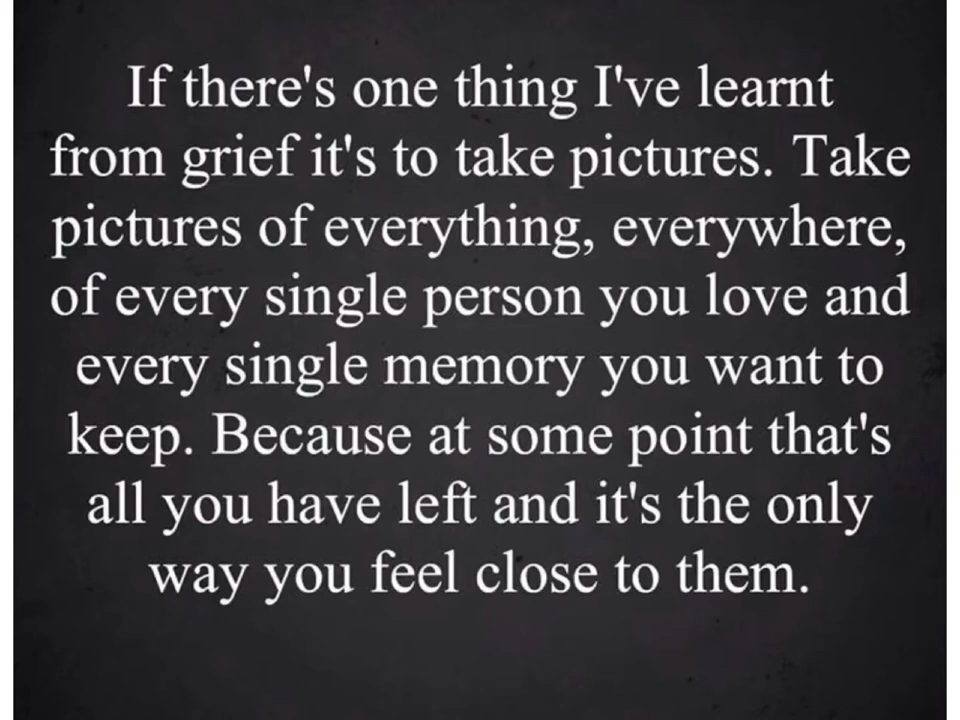 If there's one thing I've learnt
from grief it's to take pictures. Take
pictures of everything, everywhere,
of every single person you love and
every single memory you want to
keep. Because at some point that's
all you have left and it's the only
way you feel close to them.